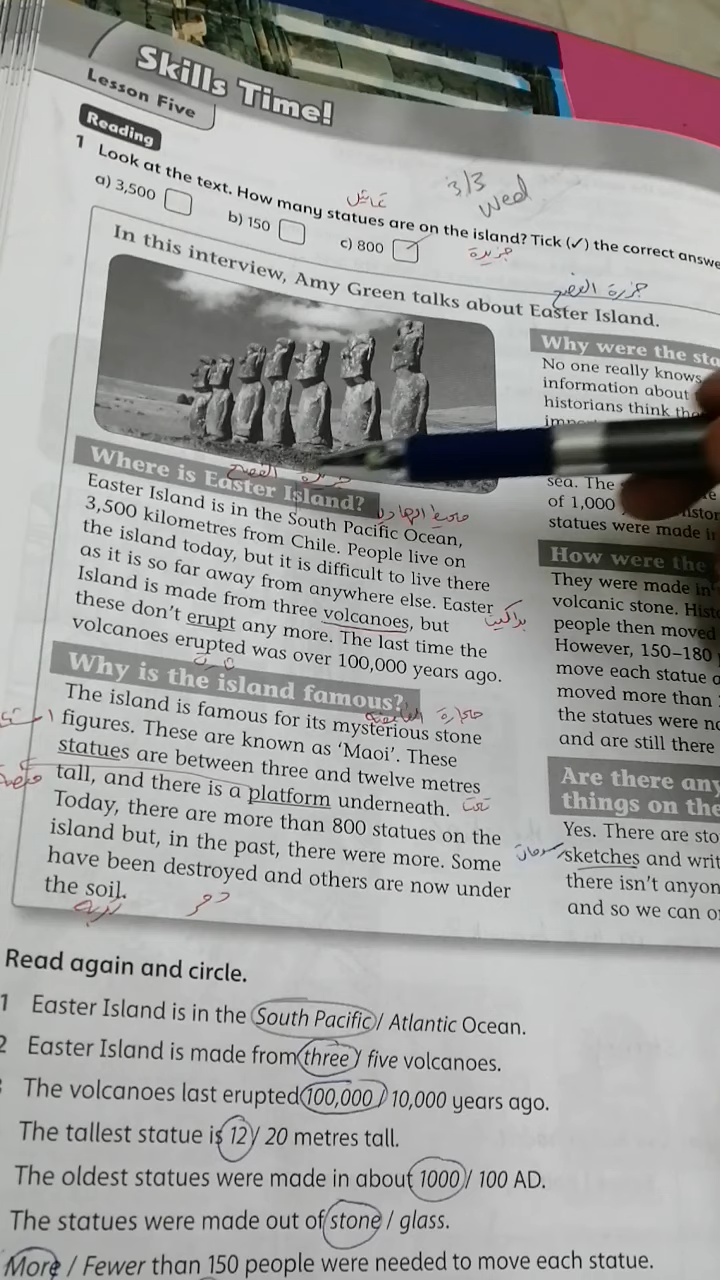 Skills Time!
Lesson Five
Reading
1 Look at the text. How many statues are on the island? Tick (✓) the correct answe
a) 3,500
b) 150
c) 800
3/3
wed
جزيرة
In this interview, Amy Green talks about Easter Island.
Where is Easter Island?
Easter Island is in the South Pacific Ocean,
3,500 kilometres from Chile. People live on
the island today, but it is difficult to live there
as it is so far away from anywhere else. Easter
Island is made from three volcanoes, but
براكين
these don't erupt any more. The last time the
volcanoes erupted was over 100,000 years ago.
Why is the island famous?
The island is famous for its mysterious stone
figures. These are known as 'Maoi'. These
statues are between three and twelve metres
tall, and there is a platform underneath.
تحت
Today, there are more than 800 statues on the
island but, in the past, there were more. Some
have been destroyed and others are now under
the soil.
Why were the sta
No one really knows
information about
historians think the
sea. The
of 1,000
statues were made i
How were the
They were made in
volcanic stone. Hist
people then moved
However, 150–180
move each statue
moved more than
the statues were n
and are still there
Are there any
things on the
Yes. There are sto
sketches and writ
there isn't anyon
and so we can o
Read again and circle.
1 Easter Island is in the South Pacific / Atlantic Ocean.
2 Easter Island is made from three / five volcanoes.
The volcanoes last erupted 100,000 / 10,000 years ago.
The tallest statue is 12 / 20 metres tall.
The oldest statues were made in about 1000 / 100 AD.
The statues were made out of stone / glass.
More / Fewer than 150 people were needed to move each statue.